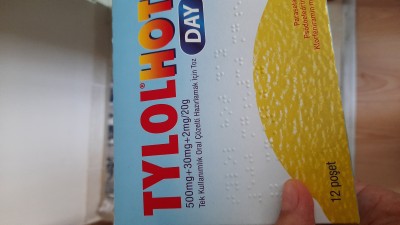 TYLOLHOT
DAY
500mg+30mg+2mg/20g
Tek Kullanımlık Oral Çözelti Hazırlamak İçin Toz
12 poşet